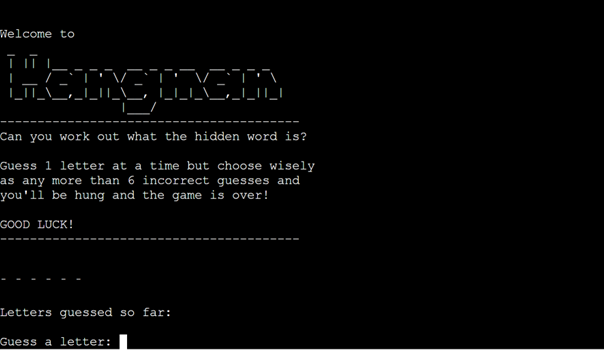 Welcome to
Hangman
Can you work out what the hidden word is?
Guess 1 letter at a time but choose wisely
as any more than 6 incorrect guesses and
you'll be hung and the game is over!
GOOD LUCK!
- - - - - -
Letters guessed so far:
Guess a letter: